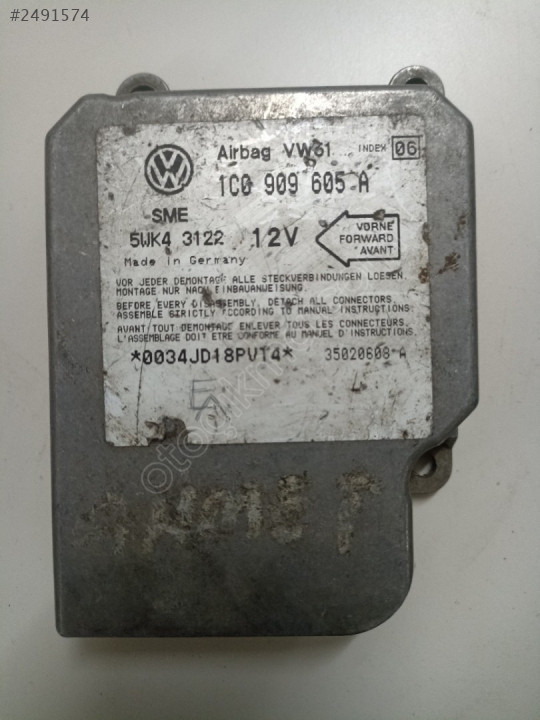 #2491574
Airbag VW61 INDEX 06
1C0 909 605 A
SME
5WK4 3122 12V
VORNE
FORWARD
AVANT
Made in Germany
VOR JEDER DEMONTAGE ALLE STECKVERBINDUNGEN LOESEN.
MONTAGE NUR NACH EINBAUANWEISUNG.
BEFORE EVERY DISASSEMBLY, DETACH ALL CONNECTORS.
ASSEMBLE STRICTLY ACCORDING TO MANUAL INSTRUCTIONS.
AVANT TOUT DEMONTAGE ENLEVER TOUS LES CONNECTEURS.
L'ASSEMBLAGE DOIT ETRE CONFORME AU MANUEL D'INSTRUCTIONS.
*0034JD18PVT4* 35020608 A